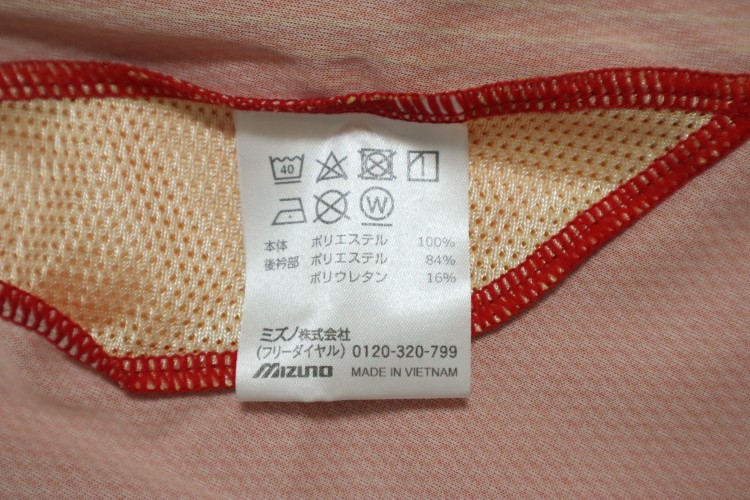 40
W
本体 ポリエステル 100%
後衿部 ポリエステル 84%
ポリウレタン 16%
ミズノ株式会社
(フリーダイヤル) 0120-320-799
MIZUNO MADE IN VIETNAM